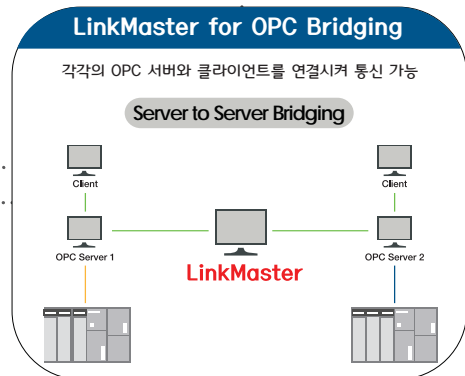 LinkMaster for OPC Bridging
각각의 OPC 서버와 클라이언트를 연결시켜 통신 가능
Server to Server Bridging
Client
Client
OPC Server 1
OPC Server 2
LinkMaster